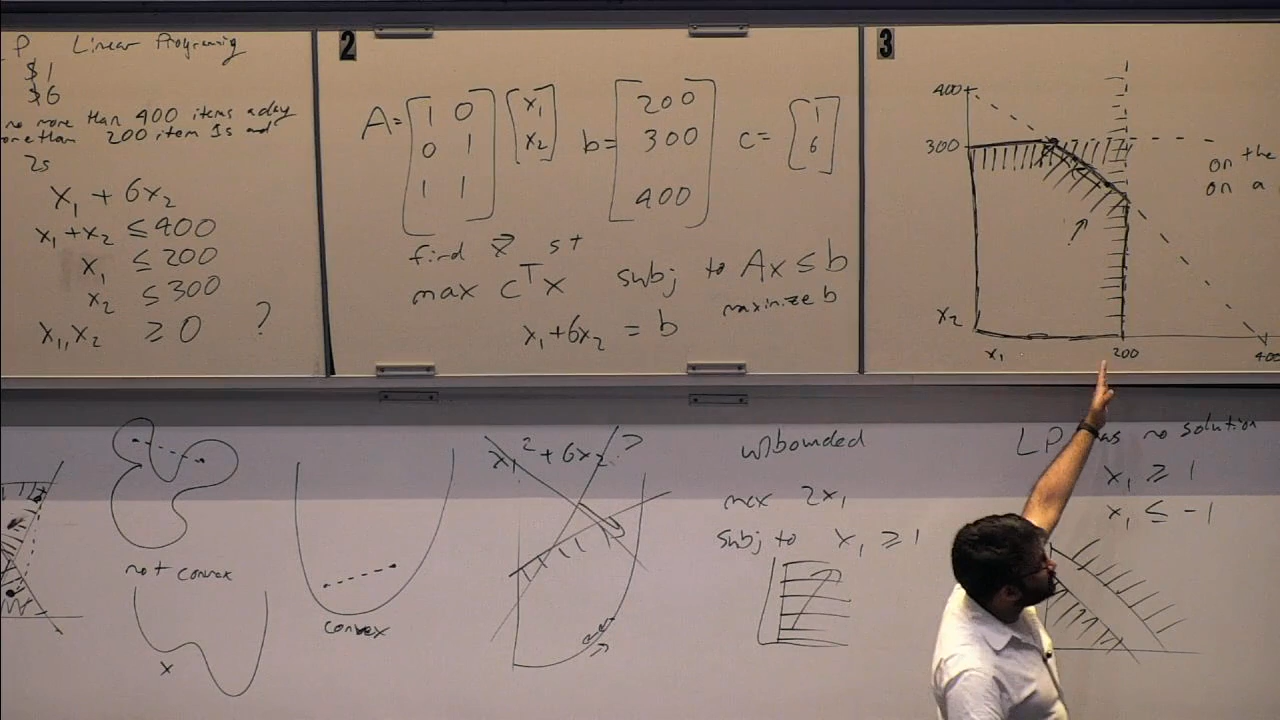 P Linear Programing
$1
$6
no more than 400 items a day
than 200 item 1s and
2s
x₁ + 6x₂
x₁ + x₂ ≤ 400
x₁ ≤ 200
x₂ ≤ 300
x₁, x₂ ≥ 0 ?
2
A = [1 0] [x₁] b = [200] c = [1]
[0 1] [x₂] [300] [6]
[1 1] [400]
find x⃗ st
max cᵀx subj to Ax ≤ b
maximize b
x₁ + 6x₂ = b
3
400
300
on the
on a
?
x₂
x₁ 200 400
not convex
x
convex
x₁² + 6x₂ ?
unbounded
max 2x₁
subj to x₁ ≥ 1
LP has no solution
x₁ ≥ 1
x₁ ≤ -1